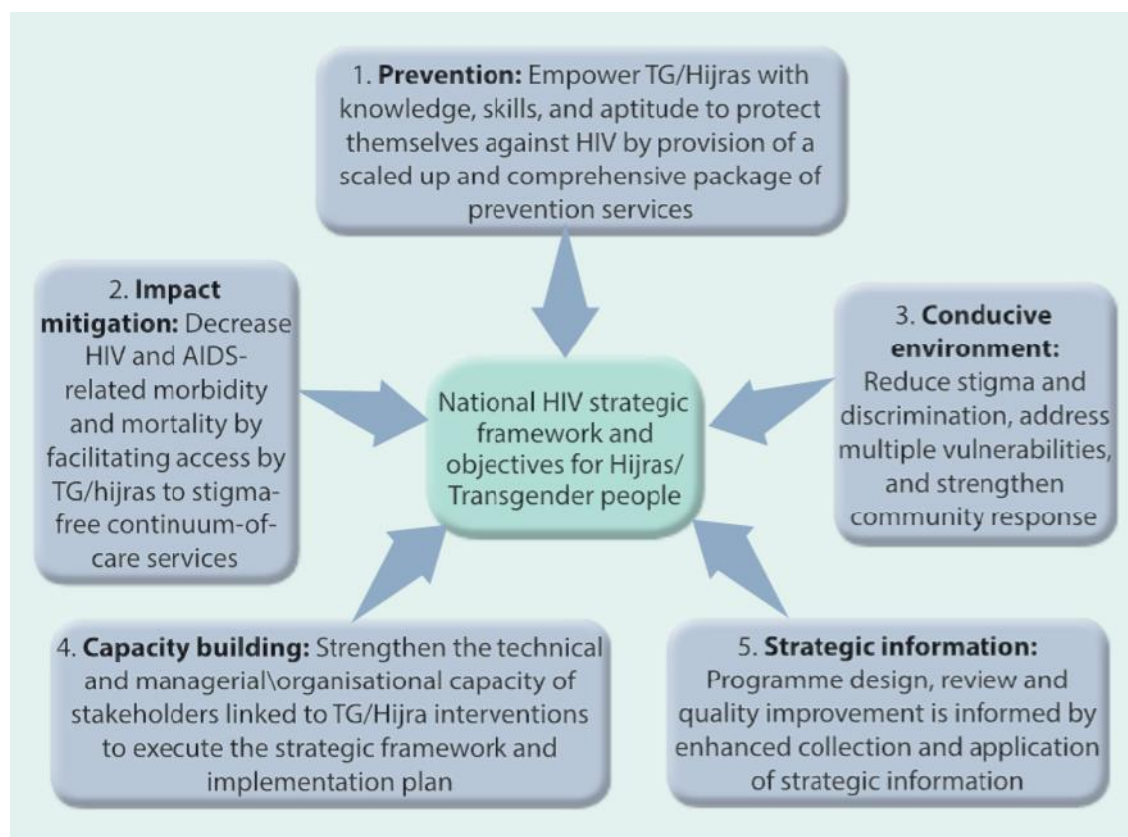 1. Prevention: Empower TG/Hijras with
knowledge, skills, and aptitude to protect
themselves against HIV by provision of a
scaled up and comprehensive package of
prevention services
2. Impact
mitigation: Decrease
HIV and AIDS-
related morbidity
and mortality by
facilitating access by
TG/hijras to stigma-
free continuum-of-
care services
3. Conducive
environment:
Reduce stigma and
discrimination, address
multiple vulnerabilities,
and strengthen
community response
National HIV strategic
framework and
objectives for Hijras/
Transgender people
4. Capacity building: Strengthen the technical
and managerial\organisational capacity of
stakeholders linked to TG/Hijra interventions
to execute the strategic framework and
implementation plan
5. Strategic information:
Programme design, review and
quality improvement is informed by
enhanced collection and application
of strategic information